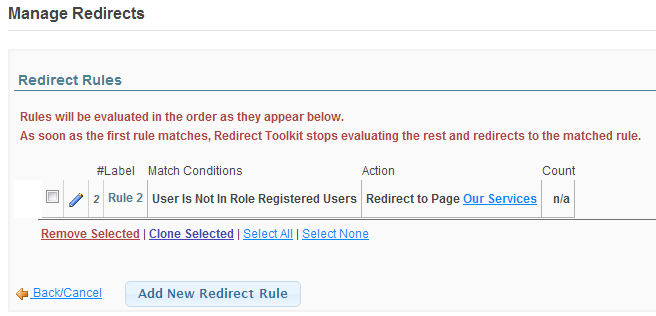 Manage Redirects
Redirect Rules
Rules will be evaluated in the order as they appear below.
As soon as the first rule matches, Redirect Toolkit stops evaluating the rest and redirects to the matched rule.
#Label Match Conditions Action Count
2 Rule 2 User Is Not In Role Registered Users Redirect to Page Our Services n/a
Remove Selected | Clone Selected | Select All | Select None
Back/Cancel Add New Redirect Rule